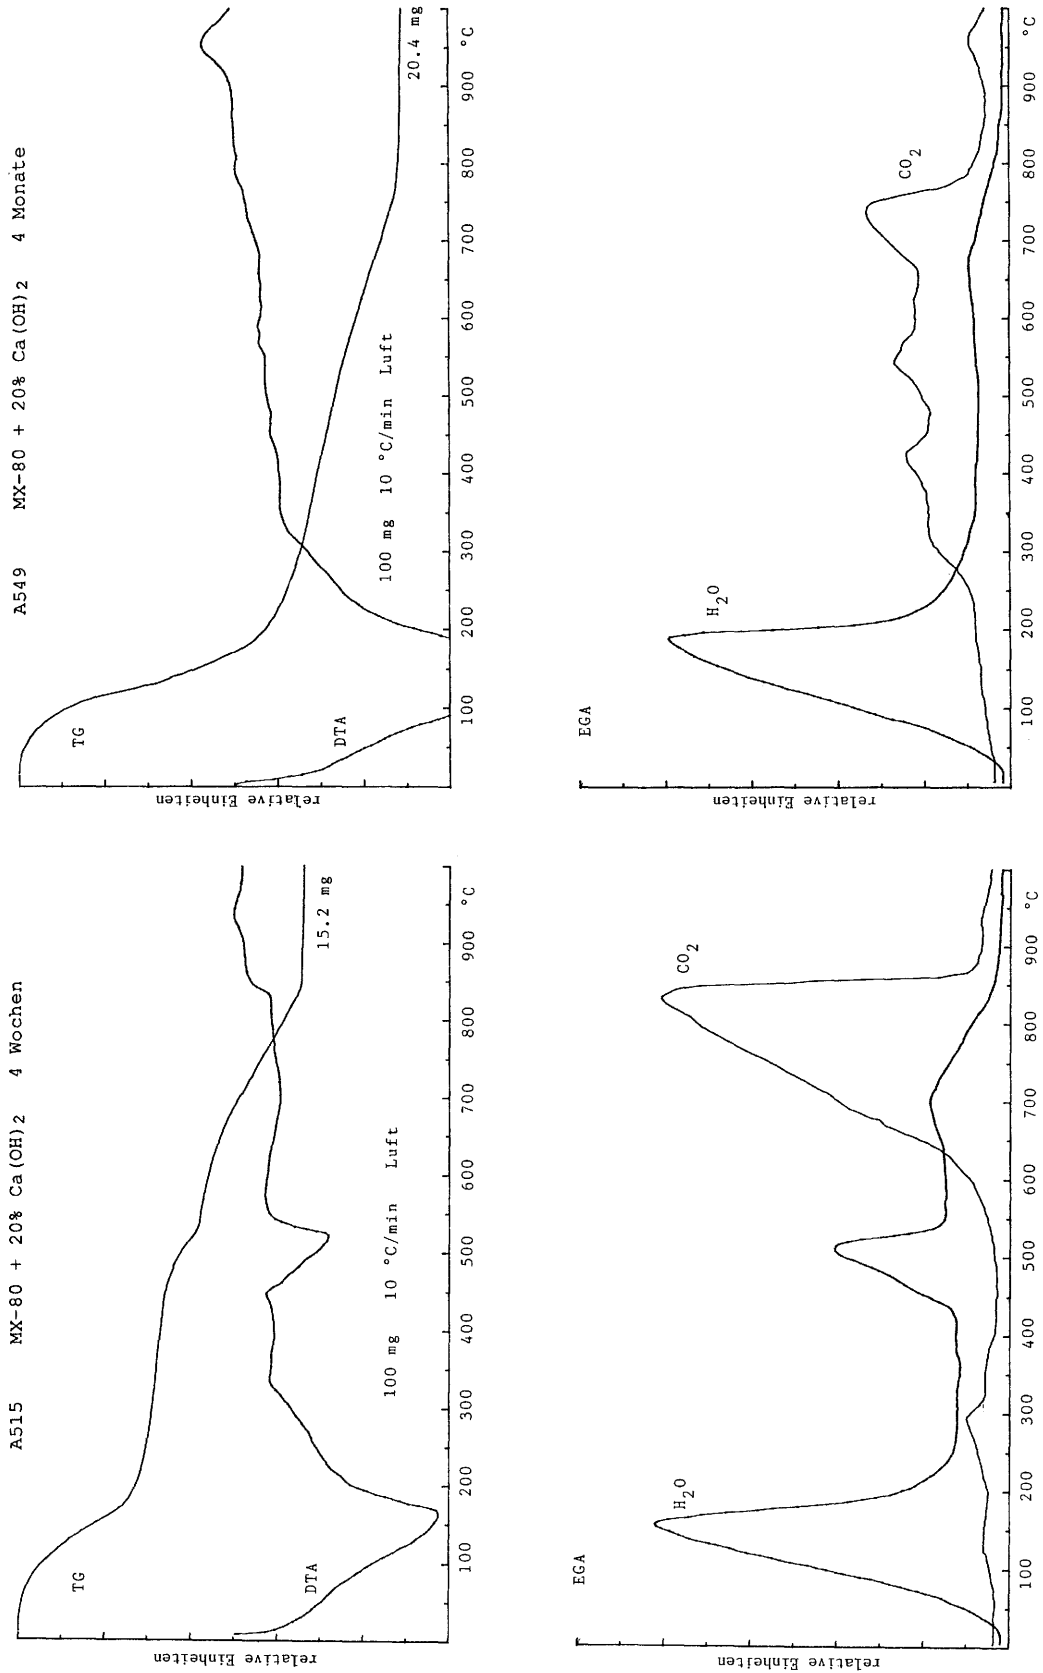 A515 MX-80 + 20% Ca(OH)2 4 Wochen
TG
DTA
100 mg 10 °C/min Luft
15.2 mg
relative Einheiten
100 200 300 400 500 600 700 800 900 °C
EGA
H2O
CO2
relative Einheiten
100 200 300 400 500 600 700 800 900 °C
A549 MX-80 + 20% Ca(OH)2 4 Monate
TG
DTA
100 mg 10 °C/min Luft
20.4 mg
relative Einheiten
100 200 300 400 500 600 700 800 900 °C
EGA
H2O
CO2
relative Einheiten
100 200 300 400 500 600 700 800 900 °C